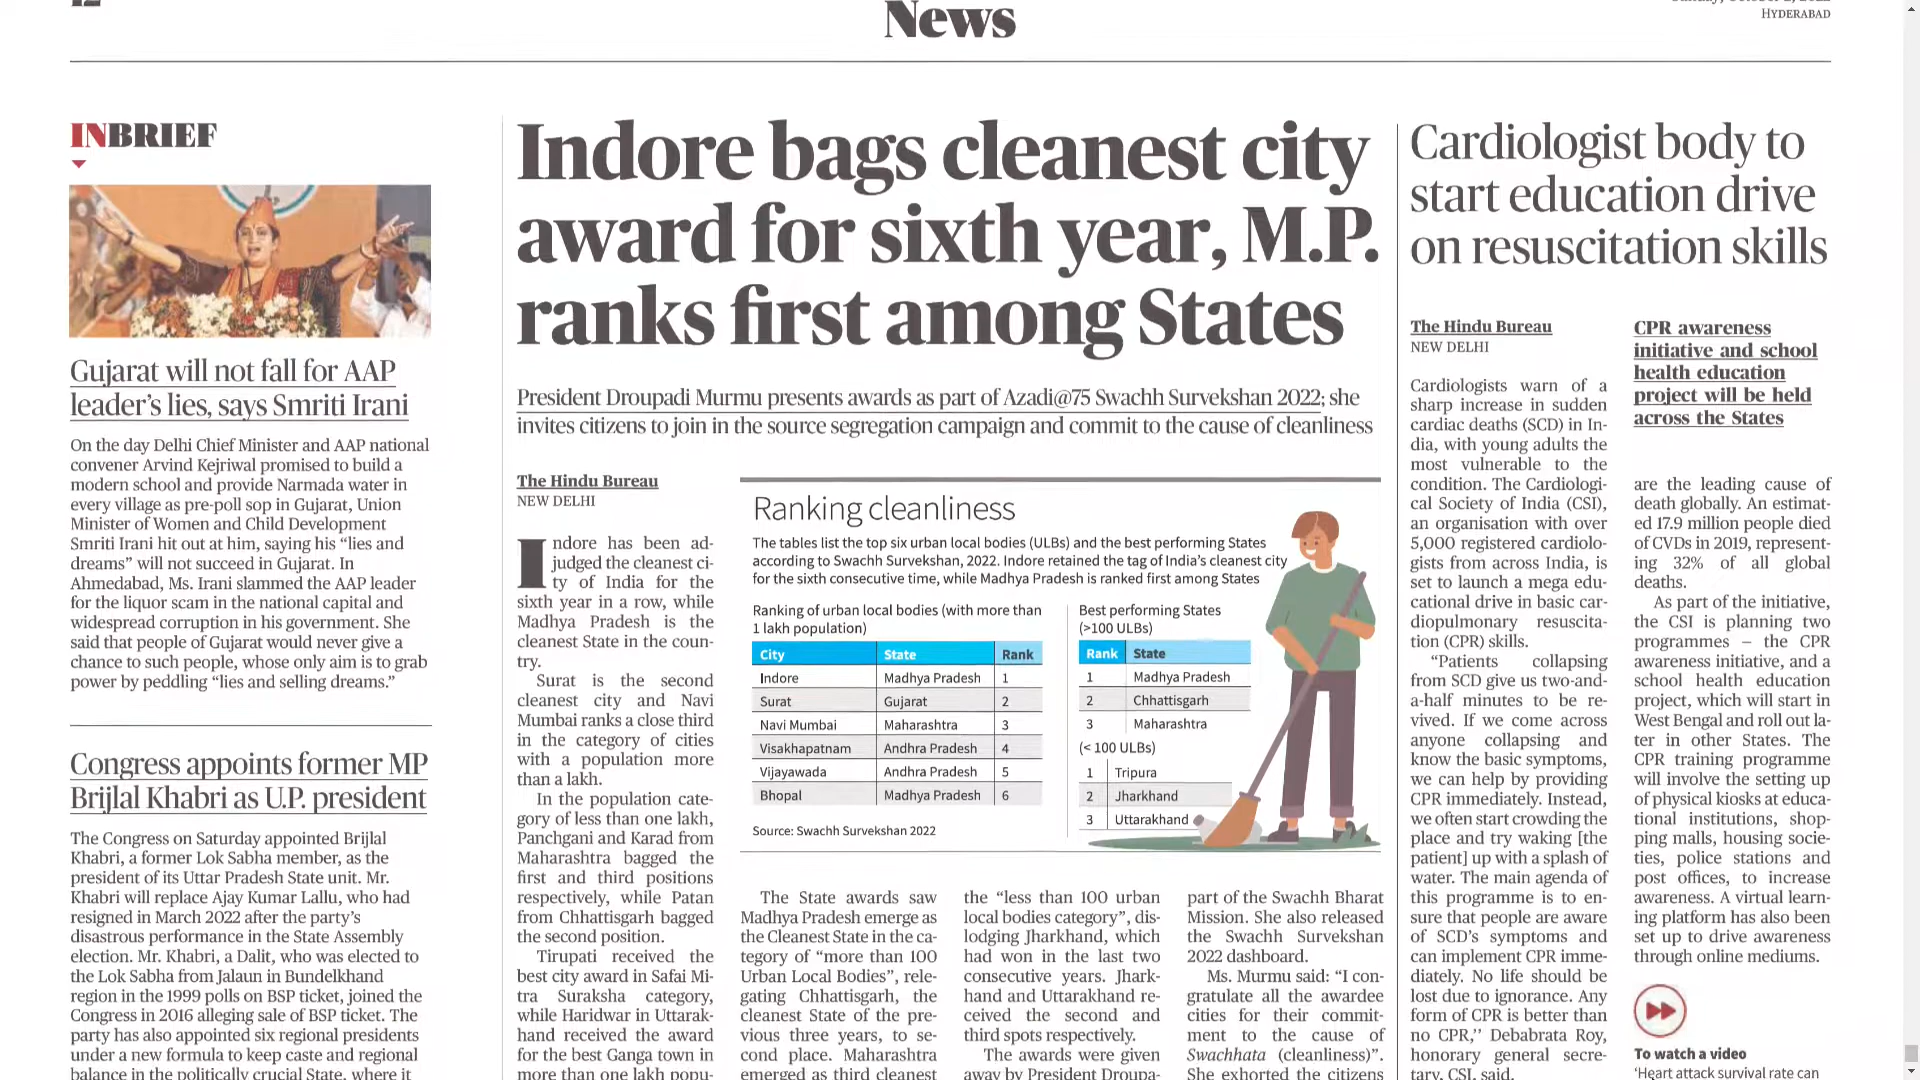 12
News
HYDERABAD
INBRIEF
Gujarat will not fall for AAP
leader's lies, says Smriti Irani
On the day Delhi Chief Minister and AAP national
convener Arvind Kejriwal promised to build a
modern school and provide Narmada water in
every village as pre-poll sop in Gujarat, Union
Minister of Women and Child Development
Smriti Irani hit out at him, saying his “lies and
dreams” will not succeed in Gujarat. In
Ahmedabad, Ms. Irani slammed the AAP leader
for the liquor scam in the national capital and
widespread corruption in his government. She
said that people of Gujarat would never give a
chance to such people, whose only aim is to grab
power by peddling “lies and selling dreams.”
Congress appoints former MP
Brijlal Khabri as U.P. president
The Congress on Saturday appointed Brijlal
Khabri, a former Lok Sabha member, as the
president of its Uttar Pradesh State unit. Mr.
Khabri will replace Ajay Kumar Lallu, who had
resigned in March 2022 after the party's
disastrous performance in the State Assembly
election. Mr. Khabri, a Dalit, who was elected to
the Lok Sabha from Jalaun in Bundelkhand
region in the 1999 polls on BSP ticket, joined the
Congress in 2016 alleging sale of BSP ticket. The
party has also appointed six regional presidents
under a new formula to keep caste and regional
balance in the politically crucial State, where it
Indore bags cleanest city
award for sixth year, M.P.
ranks first among States
President Droupadi Murmu presents awards as part of Azadi@75 Swachh Survekshan 2022; she
invites citizens to join in the source segregation campaign and commit to the cause of cleanliness
The Hindu Bureau
NEW DELHI
Indore has been ad-
judged the cleanest ci-
ty of India for the
sixth year in a row, while
Madhya Pradesh is the
cleanest State in the coun-
try.
Surat is the second
cleanest city and Navi
Mumbai ranks a close third
in the category of cities
with a population more
than a lakh.
In the population cate-
gory of less than one lakh,
Panchgani and Karad from
Maharashtra bagged the
first and third positions
respectively, while Patan
from Chhattisgarh bagged
the second position.
Tirupati received the
best city award in Safai Mi-
tra Suraksha category,
while Haridwar in Uttarak-
hand received the award
for the best Ganga town in
more than one lakh popu-
Ranking cleanliness
The tables list the top six urban local bodies (ULBs) and the best performing States
according to Swachh Survekshan, 2022. Indore retained the tag of India's cleanest city
for the sixth consecutive time, while Madhya Pradesh is ranked first among States
Ranking of urban local bodies (with more than
1 lakh population)
City State Rank
Indore Madhya Pradesh 1
Surat Gujarat 2
Navi Mumbai Maharashtra 3
Visakhapatnam Andhra Pradesh 4
Vijayawada Andhra Pradesh 5
Bhopal Madhya Pradesh 6
Source: Swachh Survekshan 2022
Best performing States
(>100 ULBs)
Rank State
1 Madhya Pradesh
2 Chhattisgarh
3 Maharashtra
(< 100 ULBs)
1 Tripura
2 Jharkhand
3 Uttarakhand
The State awards saw
Madhya Pradesh emerge as
the Cleanest State in the ca-
tegory of “more than 100
Urban Local Bodies”, rele-
gating Chhattisgarh, the
cleanest State of the pre-
vious three years, to se-
cond place. Maharashtra
emerged as third cleanest
the “less than 100 urban
local bodies category”, dis-
lodging Jharkhand, which
had won in the last two
consecutive years. Jhark-
hand and Uttarakhand re-
ceived the second and
third spots respectively.
The awards were given
away by President Droupa-
part of the Swachh Bharat
Mission. She also released
the Swachh Survekshan
2022 dashboard.
Ms. Murmu said: “I con-
gratulate all the awardee
cities for their commit-
ment to the cause of
Swachhata (cleanliness)”.
She exhorted the citizens
Cardiologist body to
start education drive
on resuscitation skills
The Hindu Bureau
NEW DELHI
Cardiologists warn of a
sharp increase in sudden
cardiac deaths (SCD) in In-
dia, with young adults the
most vulnerable to the
condition. The Cardiologi-
cal Society of India (CSI),
an organisation with over
5,000 registered cardiolo-
gists from across India, is
set to launch a mega edu-
cational drive in basic car-
diopulmonary resuscita-
tion (CPR) skills.
“Patients collapsing
from SCD give us two-and-
a-half minutes to be re-
vived. If we come across
anyone collapsing and
know the basic symptoms,
we can help by providing
CPR immediately. Instead,
we often start crowding the
place and try waking [the
patient] up with a splash of
water. The main agenda of
this programme is to en-
sure that people are aware
of SCD's symptoms and
can implement CPR imme-
diately. No life should be
lost due to ignorance. Any
form of CPR is better than
no CPR,’’ Debabrata Roy,
honorary general secre-
tary, CSI, said.
CPR awareness
initiative and school
health education
project will be held
across the States
are the leading cause of
death globally. An estimat-
ed 17.9 million people died
of CVDs in 2019, represent-
ing 32% of all global
deaths.
As part of the initiative,
the CSI is planning two
programmes – the CPR
awareness initiative, and a
school health education
project, which will start in
West Bengal and roll out la-
ter in other States. The
CPR training programme
will involve the setting up
of physical kiosks at educa-
tional institutions, shop-
ping malls, housing socie-
ties, police stations and
post offices, to increase
awareness. A virtual learn-
ing platform has also been
set up to drive awareness
through online mediums.
To watch a video
‘Heart attack survival rate can